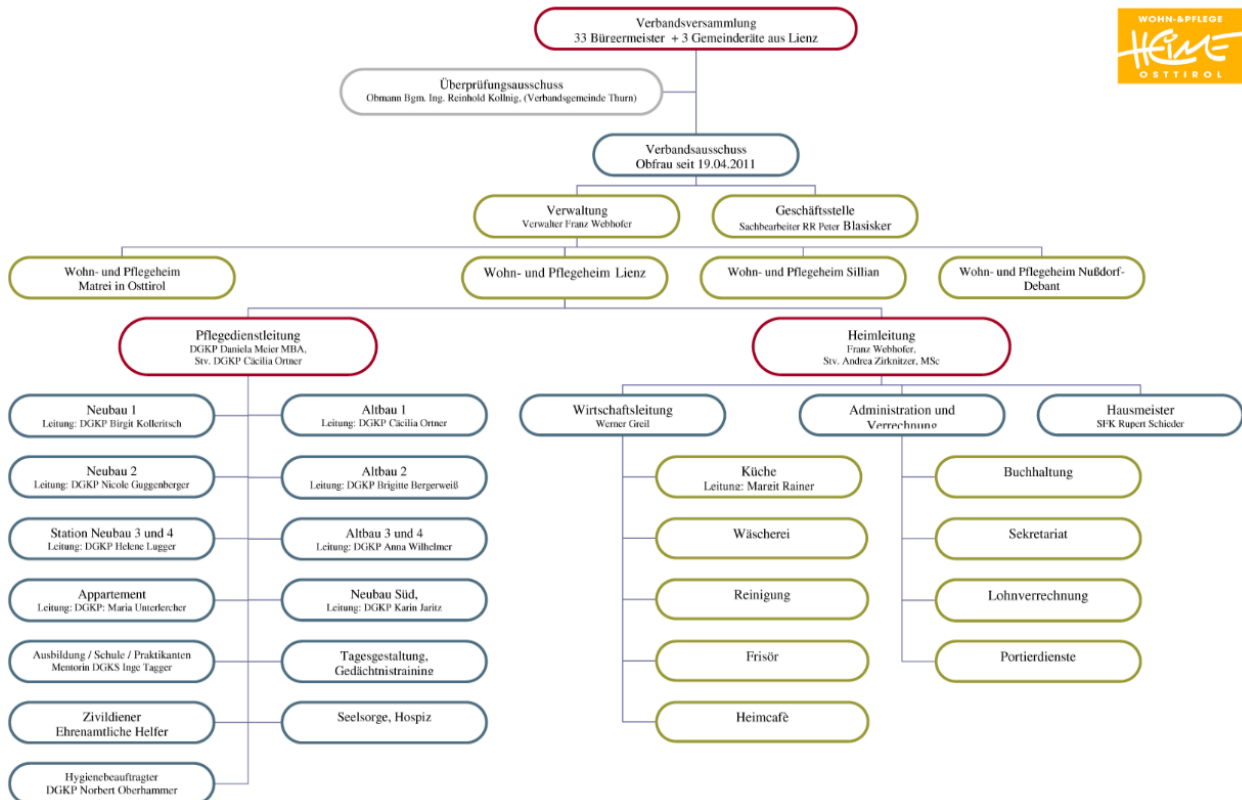 Verbandsversammlung
33 Bürgermeister + 3 Gemeinderäte aus Lienz
WOHN-&PFLEGE
HEIME
OSTTIROL
Überprüfungsausschuss
Obmann Bgm. Ing. Reinhold Kollnig, (Verbandsgemeinde Thurn)
Verbandsausschuss
Obfrau seit 19.04.2011
Verwaltung
Verwalter Franz Webhofer
Geschäftsstelle
Sachbearbeiter RR Peter Blasisker
Wohn- und Pflegeheim
Matrei in Osttirol
Wohn- und Pflegeheim Lienz
Wohn- und Pflegeheim Sillian
Wohn- und Pflegeheim Nußdorf-
Debant
Pflegedienstleitung
DGKP Daniela Meier MBA,
Stv. DGKP Cäcilia Ortner
Heimleitung
Franz Webhofer,
Stv. Andrea Zirknitzer, MSc
Neubau 1
Leitung: DGKP Birgit Kolleritsch
Altbau 1
Leitung: DGKP Cäcilia Ortner
Wirtschaftsleitung
Werner Greil
Administration und
Verrechnung
Hausmeister
SFK Rupert Schieder
Neubau 2
Leitung: DGKP Nicole Guggenberger
Altbau 2
Leitung: DGKP Brigitte Bergerweiß
Küche
Leitung: Margit Rainer
Buchhaltung
Station Neubau 3 und 4
Leitung: DGKP Helene Lugger
Altbau 3 und 4
Leitung: DGKP Anna Wilhelmer
Wäscherei
Sekretariat
Appartement
Leitung: DGKP: Maria Unterlercher
Neubau Süd,
Leitung: DGKP Karin Jaritz
Reinigung
Lohnverrechnung
Ausbildung / Schule / Praktikanten
Mentorin DGKS Inge Tagger
Tagesgestaltung,
Gedächtnistraining
Frisör
Portierdienste
Zivildiener
Ehrenamtliche Helfer
Seelsorge, Hospiz
Heimcafè
Hygienebeauftragter
DGKP Norbert Oberhammer